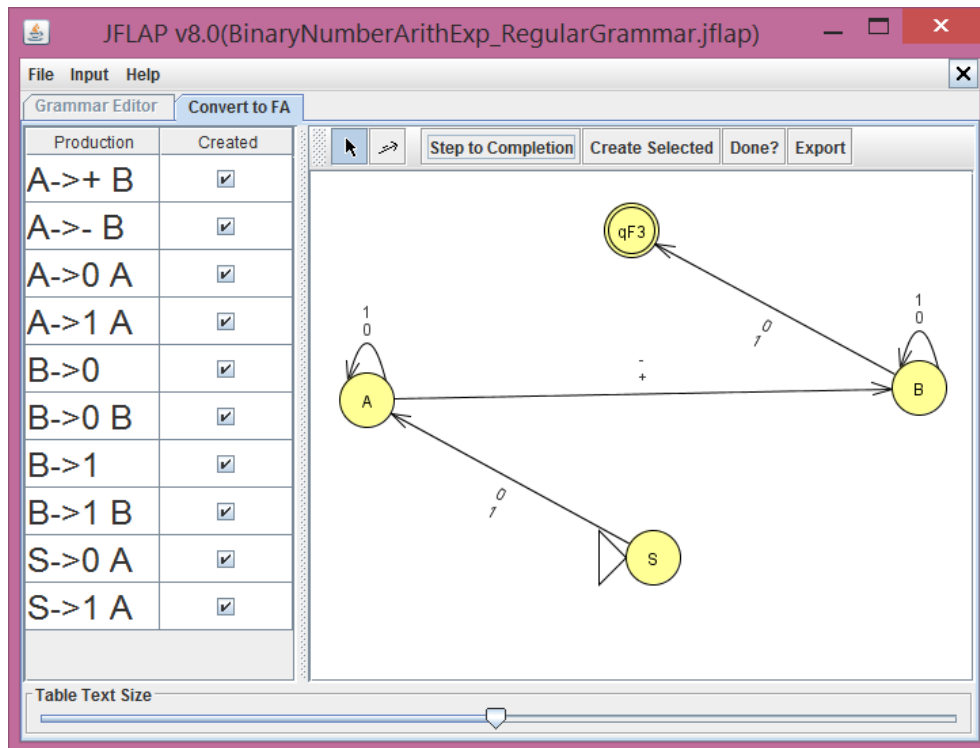 JFLAP v8.0(BinaryNumberArithExp_RegularGrammar.jflap)
File Input Help
Grammar Editor Convert to FA
Production Created
Step to Completion Create Selected Done? Export
A->+ B
A->- B
A->0 A
A->1 A
B->0
B->0 B
B->1
B->1 B
S->0 A
S->1 A
qF3
1
0
1
0
0
1
-
+
A
B
0
1
S
Table Text Size